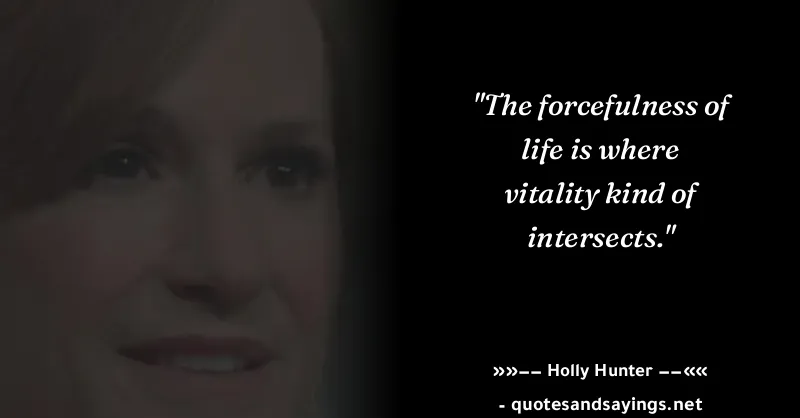 "The forcefulness of
life is where
vitality kind of
intersects."
»»–– Holly Hunter ––««
- quotesandsayings.net